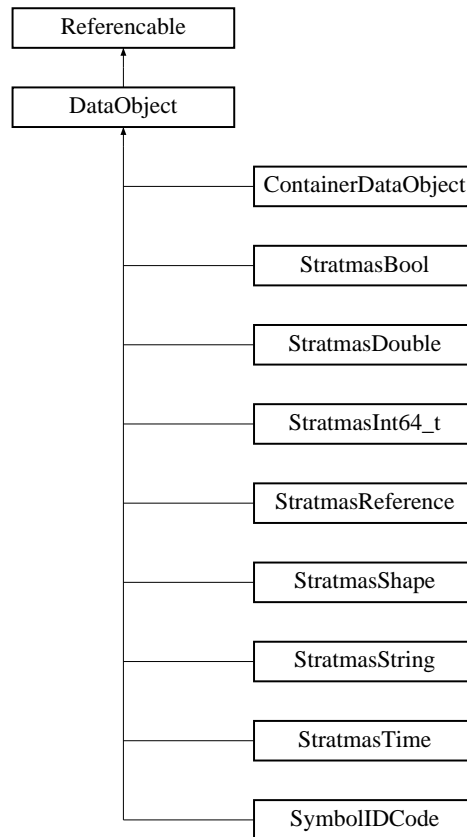 Referencable
DataObject
ContainerDataObject
StratmasBool
StratmasDouble
StratmasInt64_t
StratmasReference
StratmasShape
StratmasString
StratmasTime
SymbolIDCode